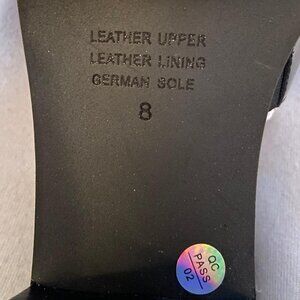 LEATHER UPPER
LEATHER LINING
GERMAN SOLE
8
QC
PASS
02